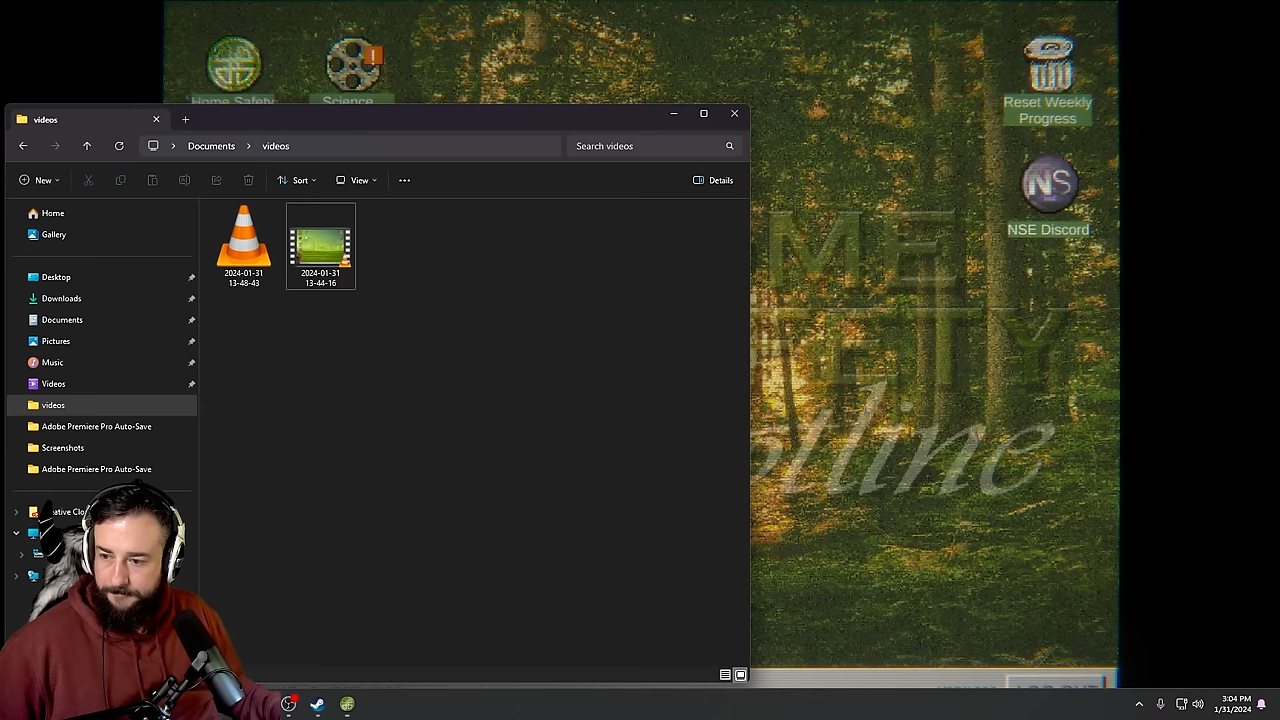 Home Safety
Science
Reset Weekly
Progress
NS
NSE Discord
videos
Documents
videos
Search videos
New
Sort
View
Details
Home
Gallery
Desktop
Downloads
Documents
Pictures
Music
Videos
videos
Adobe Premiere Pro Auto-Save
Screenshots
Adobe Premiere Pro Auto-Save
2024-01-31
13-48-43
2024-01-31
13-44-16
3:04 PM
1/31/2024